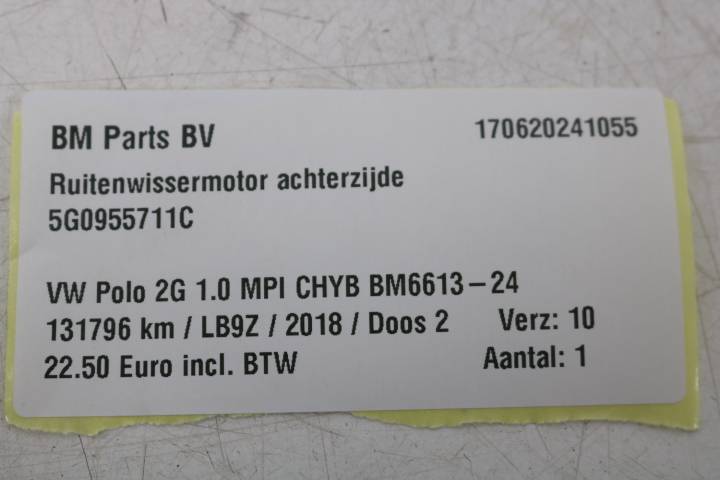 BM Parts BV 170620241055
Ruitenwissermotor achterzijde
5G0955711C
VW Polo 2G 1.0 MPI CHYB BM6613-24
131796 km / LB9Z / 2018 / Doos 2 Verz: 10
22.50 Euro incl. BTW Aantal: 1